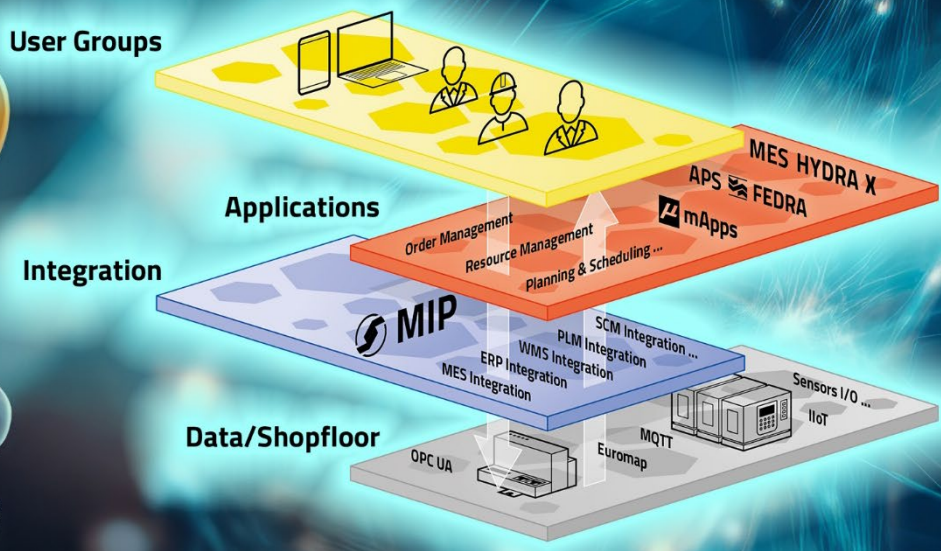 User Groups
Applications
MES HYDRA X
APS FEDRA
µ mApps
Order Management
Resource Management
Planning & Scheduling ...
Integration
MIP
SCM Integration ...
PLM Integration
WMS Integration
ERP Integration
MES Integration
Data/Shopfloor
Sensors I/O ...
IIoT
MQTT
Euromap
OPC UA